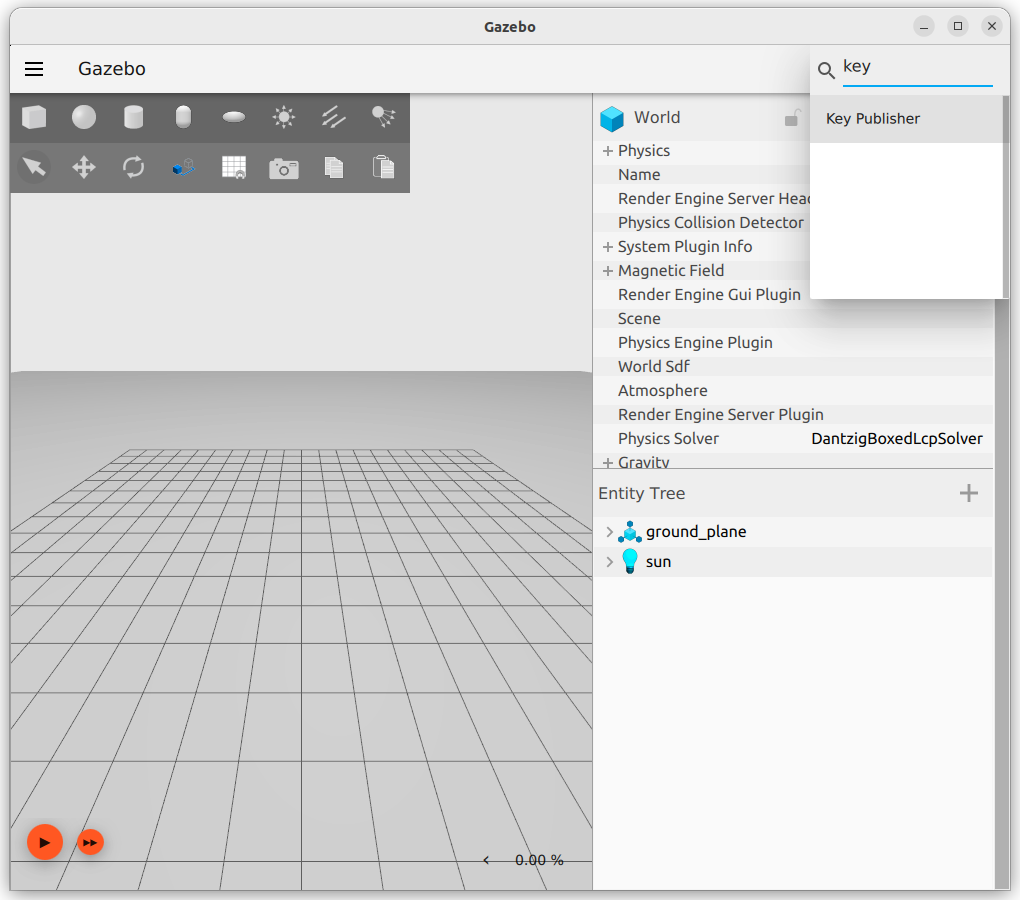 Gazebo
Gazebo
key
Key Publisher
World
Physics
Name
Render Engine Server Head
Physics Collision Detector
System Plugin Info
Magnetic Field
Render Engine Gui Plugin
Scene
Physics Engine Plugin
World Sdf
Atmosphere
Render Engine Server Plugin
Physics Solver DantzigBoxedLcpSolver
Gravity
Entity Tree
ground_plane
sun
0.00 %